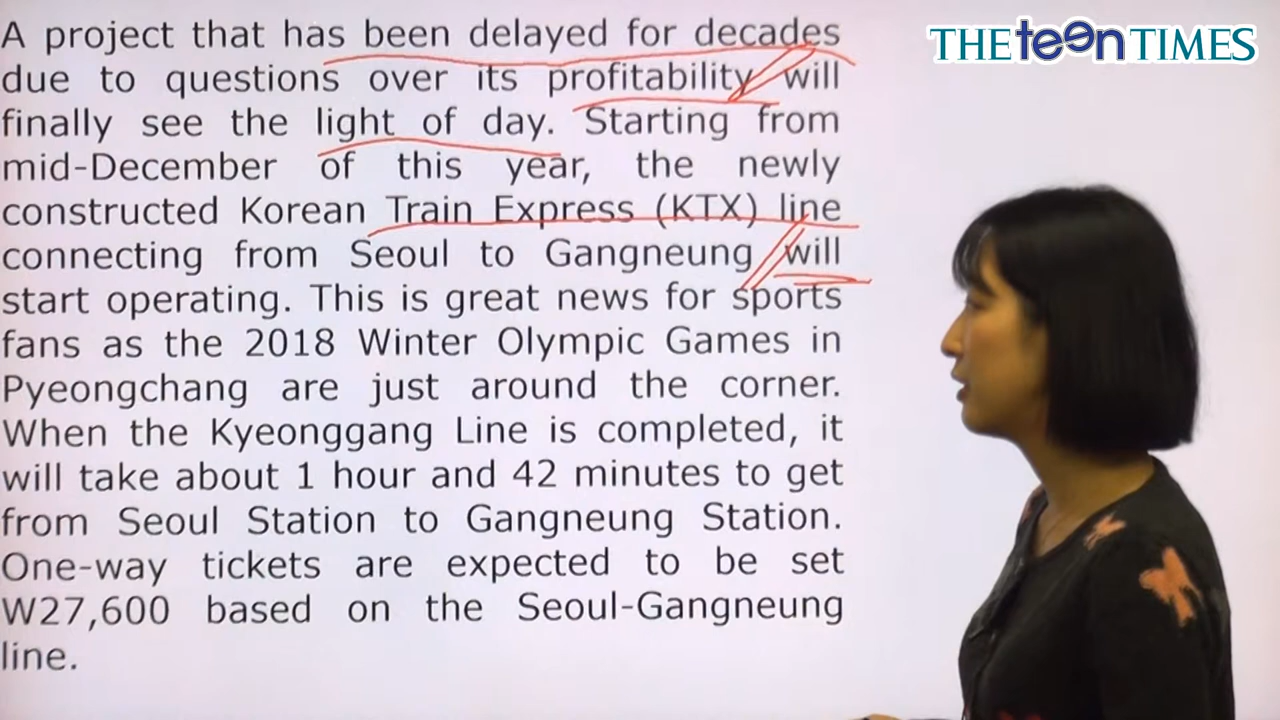 A project that has been delayed for decades
due to questions over its profitability will
finally see the light of day. Starting from
mid-December of this year, the newly
constructed Korean Train Express (KTX) line
connecting from Seoul to Gangneung will
start operating. This is great news for sports
fans as the 2018 Winter Olympic Games in
Pyeongchang are just around the corner.
When the Kyeonggang Line is completed, it
will take about 1 hour and 42 minutes to get
from Seoul Station to Gangneung Station.
One-way tickets are expected to be set
W27,600 based on the Seoul-Gangneung
line.
THE teen TIMES